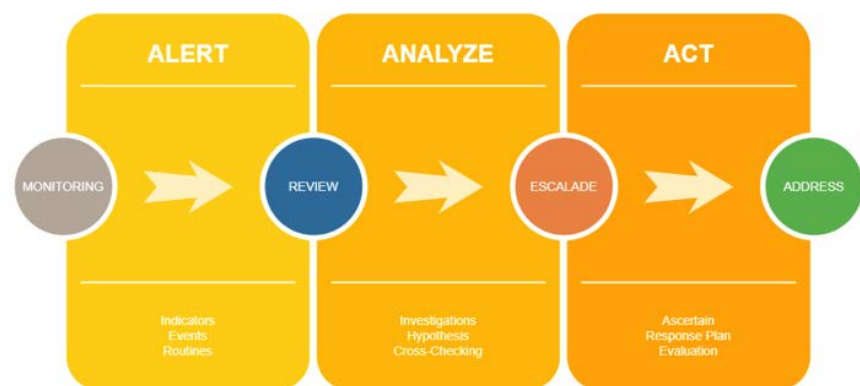 ALERT
ANALYZE
ACT
MONITORING
REVIEW
ESCALADE
ADDRESS
Indicators
Events
Routines
Investigations
Hypothesis
Cross-Checking
Ascertain
Response Plan
Evaluation